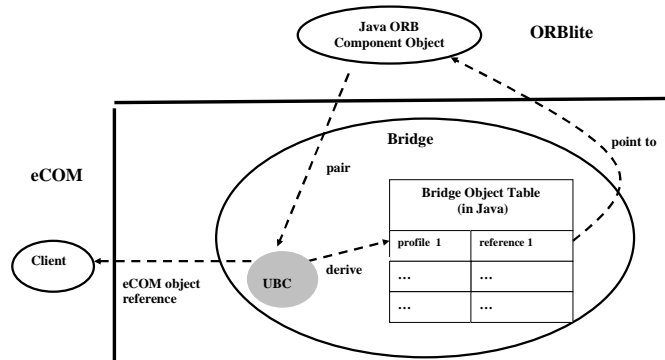 Java ORB
Component Object
ORBlite
Bridge
point to
eCOM
pair
Bridge Object Table
(in Java)
profile 1
reference 1
Client
derive
UBC
eCOM object
reference
...
...
...
...